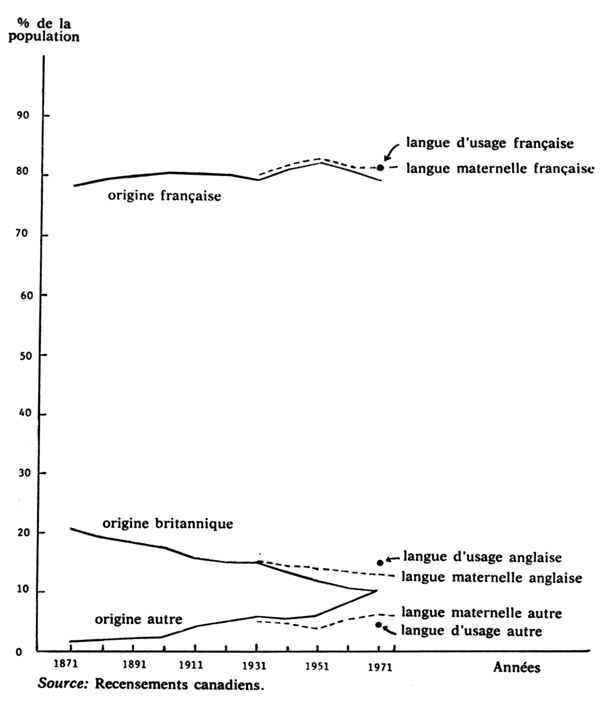 % de la
population
90
langue d'usage française
80
langue maternelle française
origine française
70
60
50
40
30
origine britannique
20
langue d'usage anglaise
langue maternelle anglaise
10
origine autre
langue maternelle autre
langue d'usage autre
0
1871 1891 1911 1931 1951 1971 Années
Source: Recensements canadiens.